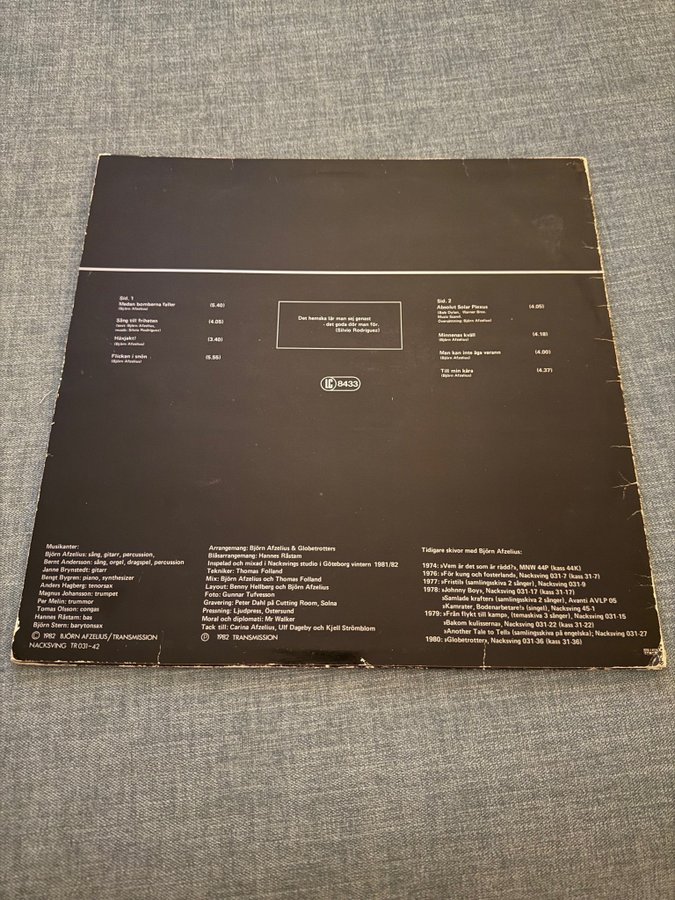 Sid. 1
Medan bomberna faller (5.40)
(Björn Afzelius)
Sång till friheten (4.05)
(text: Björn Afzelius,
musik: Silvio Rodriguez)
Häxjakt! (3.40)
(Björn Afzelius)
Flickan i snön (5.55)
(Björn Afzelius)
Det hemska lär man sej genast
- det goda dör man för.
(Silvio Rodriguez)
LC 8433
Sid. 2
Absolut Solar Plexus (4.05)
(Bob Dylan, Warner Bros.
Music Scand.
Översättning: Björn Afzelius)
Minnenas kväll (4.18)
(Björn Afzelius)
Man kan inte äga varann (4.00)
(Björn Afzelius)
Till min kära (4.37)
(Björn Afzelius)
Musikanter:
Björn Afzelius: sång, gitarr, percussion,
Bernt Andersson: sång, orgel, dragspel, percussion
Janne Brynstedt: gitarr
Bengt Bygren: piano, synthesizer
Anders Hagberg: tenorsax
Magnus Johansson: trumpet
Per Melin: trummor
Tomas Olsson: congas
Hannes Råstam: bas
Björn Stern: barytonsax
© 1982 BJÖRN AFZELIUS/TRANSMISSION
NACKSVING TR 031-42
Arrangemang: Björn Afzelius & Globetrotters
Blåsarrangemang: Hannes Råstam
Inspelad och mixad i Nacksvings studio i Göteborg vintern 1981/82
Tekniker: Thomas Folland
Mix: Björn Afzelius och Thomas Folland
Layout: Benny Hellberg och Björn Afzelius
Foto: Gunnar Tufvesson
Gravering: Peter Dahl på Cutting Room, Solna
Pressning: Ljudpress, Östersund
Moral och diplomati: Mr Walker
Tack till: Carina Afzelius, Ulf Dageby och Kjell Strömblom
Ⓟ 1982 TRANSMISSION
Tidigare skivor med Björn Afzelius:
1974: »Vem är det som är rädd?», MNW 44P (kass 44K)
1976: »För kung och fosterland», Nacksving 031-7 (kass 31-7)
1977: »Fristil» (samlingsskiva 2 sånger), Nacksving 031-9
1978: »Johnny Boy», Nacksving 031-17 (kass 31-17)
»Samlade krafter» (samlingsskiva 2 sånger), Avanti AVLP 05
»Kamrater, Bodenarbetare!» (singel), Nacksving 45-1
1979: »Från flykt till kamp», (temaskiva 3 sånger), Nacksving 031-15
»Bakom kulisserna», Nacksving 031-22 (kass 31-22)
»Another Tale to Tell» (samlingsskiva på engelska); Nacksving 031-27
1980: »Globetrotter», Nacksving 031-36 (kass 31-36)